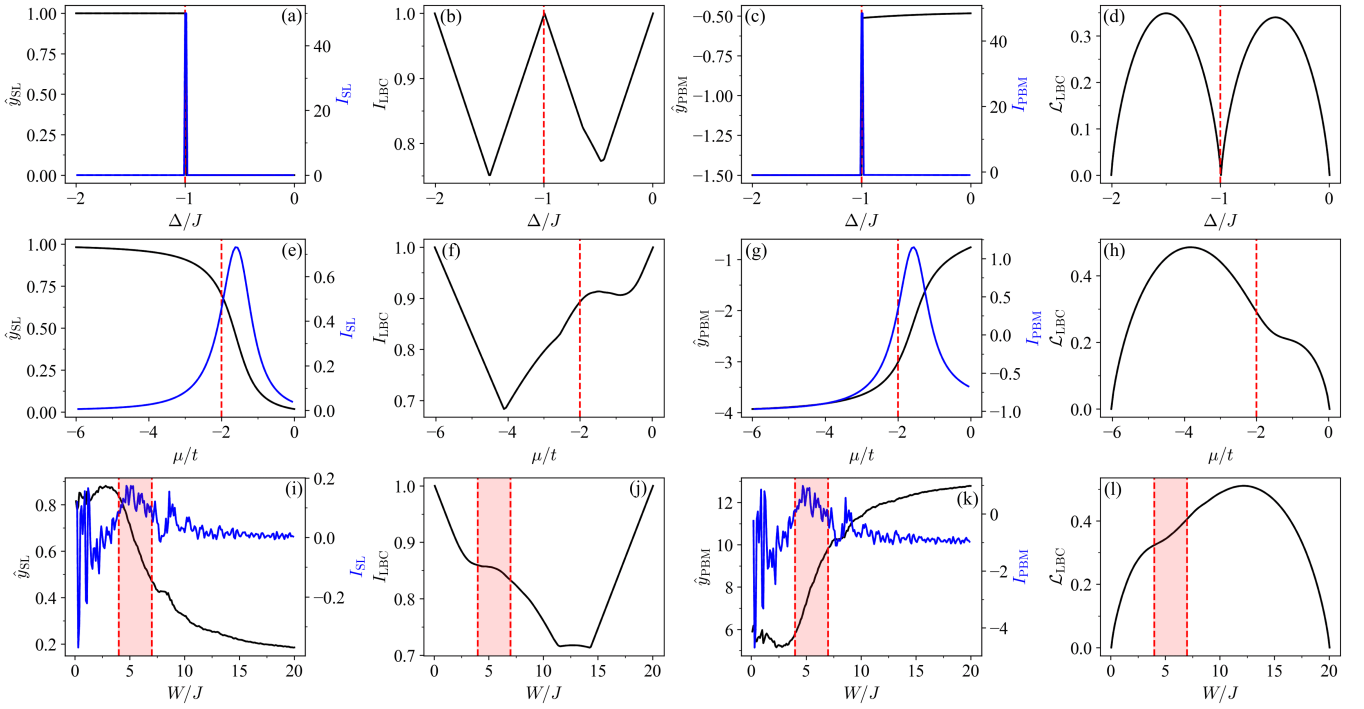 (a)
1.00
0.75
0.50
0.25
0.00
ŷ_SL
40
20
0
I_SL
−2
−1
0
Δ/J
(b)
1.0
0.9
0.8
I_LBC
−2
−1
0
Δ/J
(c)
−0.50
−0.75
−1.00
−1.25
−1.50
ŷ_PBM
40
20
0
I_PBM
−2
−1
0
Δ/J
(d)
0.3
0.2
0.1
0.0
ℒ_LBC
−2
−1
0
Δ/J
(e)
1.00
0.75
0.50
0.25
0.00
ŷ_SL
0.6
0.4
0.2
0.0
I_SL
−6
−4
−2
0
μ/t
(f)
1.0
0.9
0.8
0.7
I_LBC
−6
−4
−2
0
μ/t
(g)
−1
−2
−3
−4
ŷ_PBM
1.0
0.5
0.0
−0.5
−1.0
I_PBM
−6
−4
−2
0
μ/t
(h)
0.4
0.2
0.0
ℒ_LBC
−6
−4
−2
0
μ/t
(i)
0.8
0.6
0.4
0.2
ŷ_SL
0.2
0.0
−0.2
I_SL
0
5
10
15
20
W/J
(j)
1.0
0.9
0.8
0.7
I_LBC
0
5
10
15
20
W/J
(k)
12
10
8
6
ŷ_PBM
0
−2
−4
I_PBM
0
5
10
15
20
W/J
(l)
0.4
0.2
0.0
ℒ_LBC
0
5
10
15
20
W/J